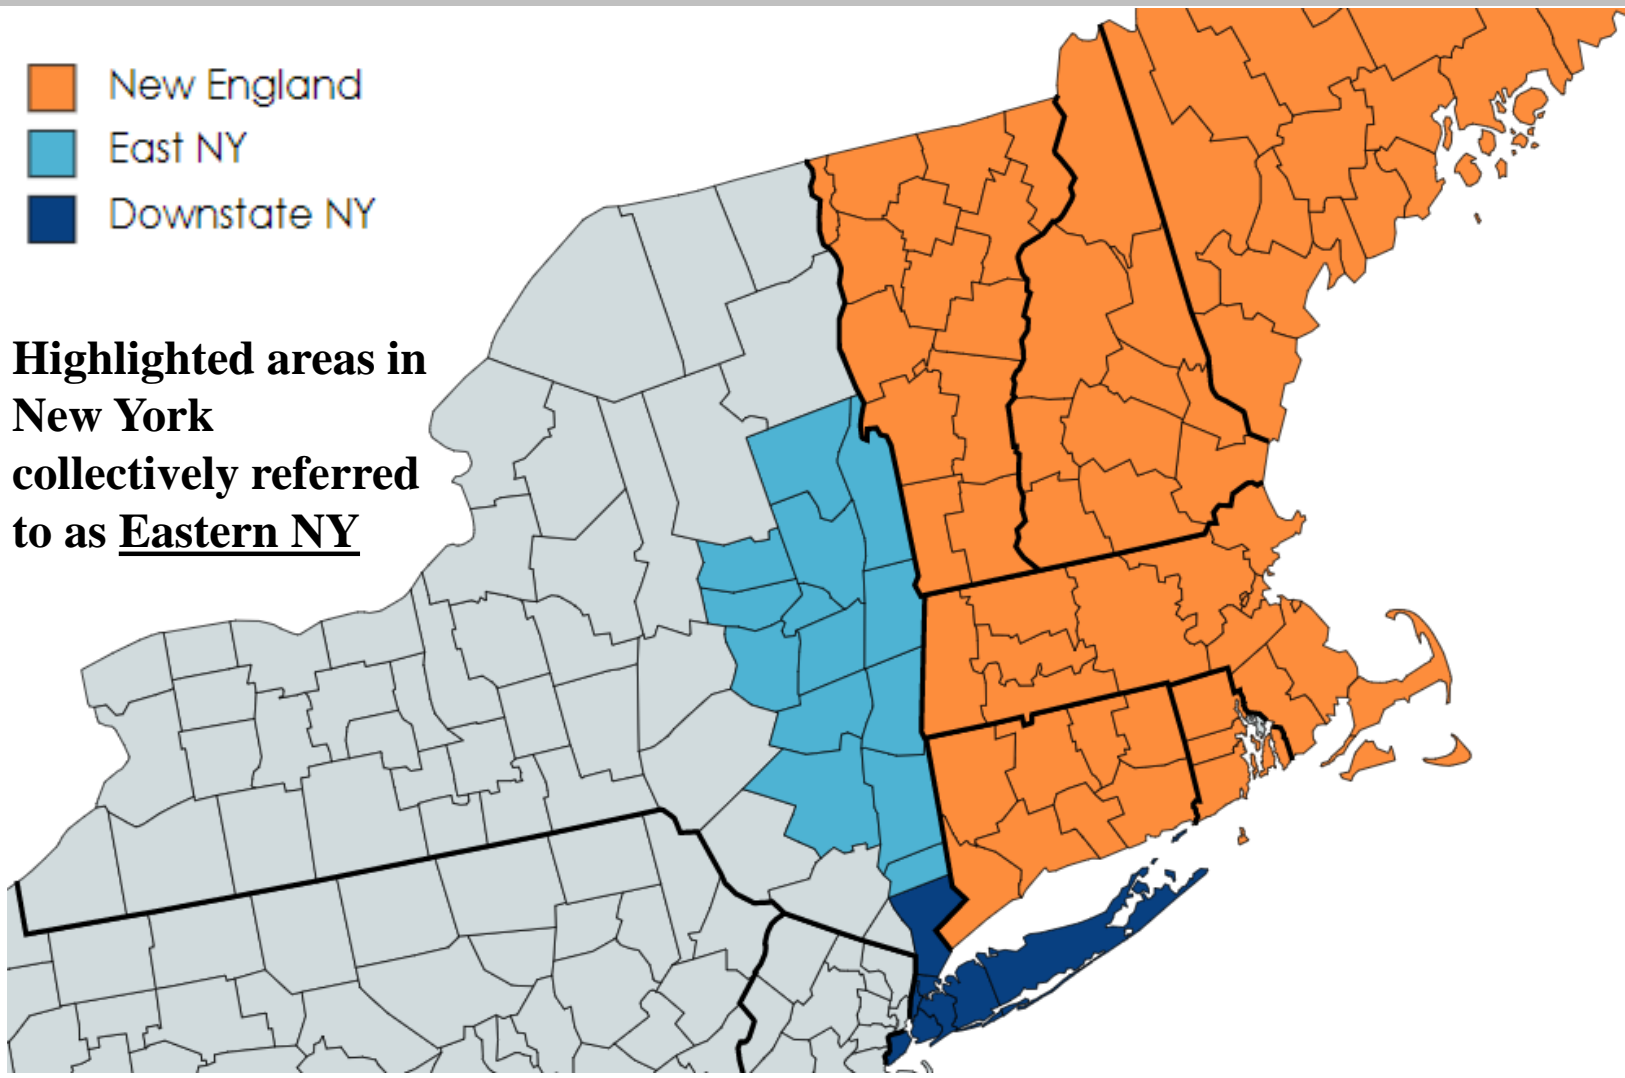 New England
East NY
Downstate NY
Highlighted areas in
New York
collectively referred
to as Eastern NY